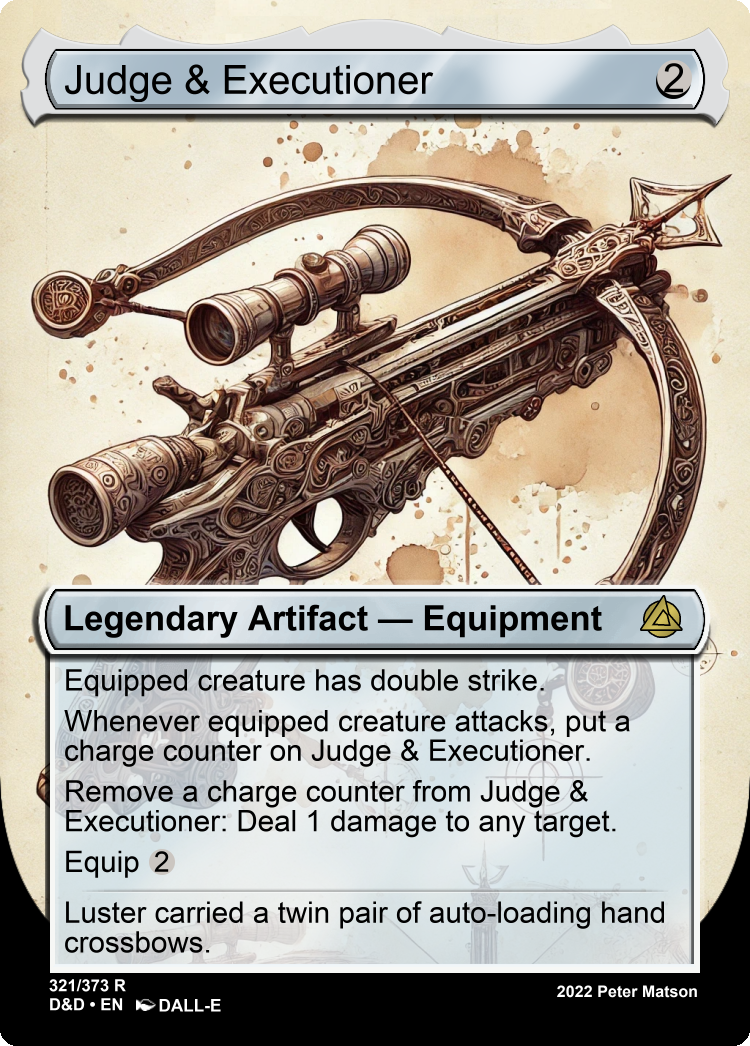 Judge & Executioner 2
Legendary Artifact — Equipment
Equipped creature has double strike.
Whenever equipped creature attacks, put a
charge counter on Judge & Executioner.
Remove a charge counter from Judge &
Executioner: Deal 1 damage to any target.
Equip 2
Luster carried a twin pair of auto-loading hand
crossbows.
321/373 R
D&D • EN DALL-E
2022 Peter Matson